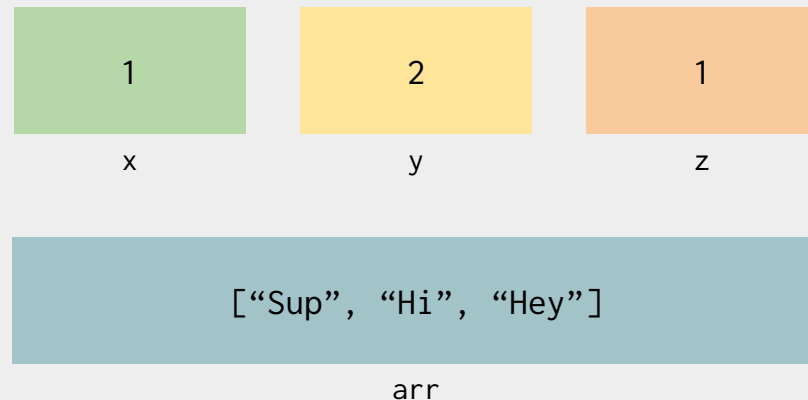 1 2 1
x y z
[“Sup”, “Hi”, “Hey”]
arr